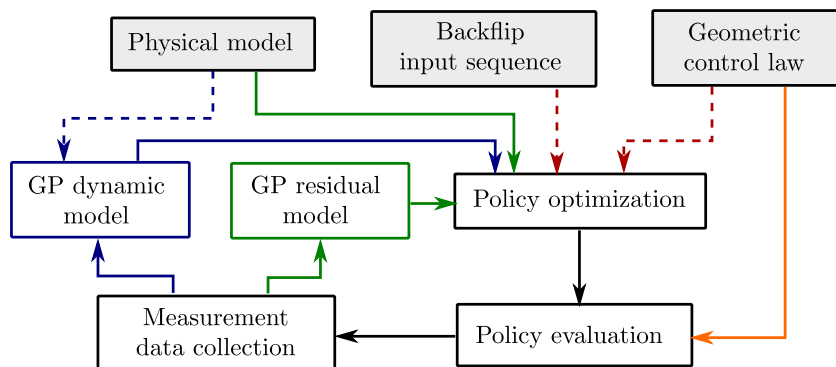 Physical model
Backflip
input sequence
Geometric
control law
GP dynamic
model
GP residual
model
Policy optimization
Measurement
data collection
Policy evaluation